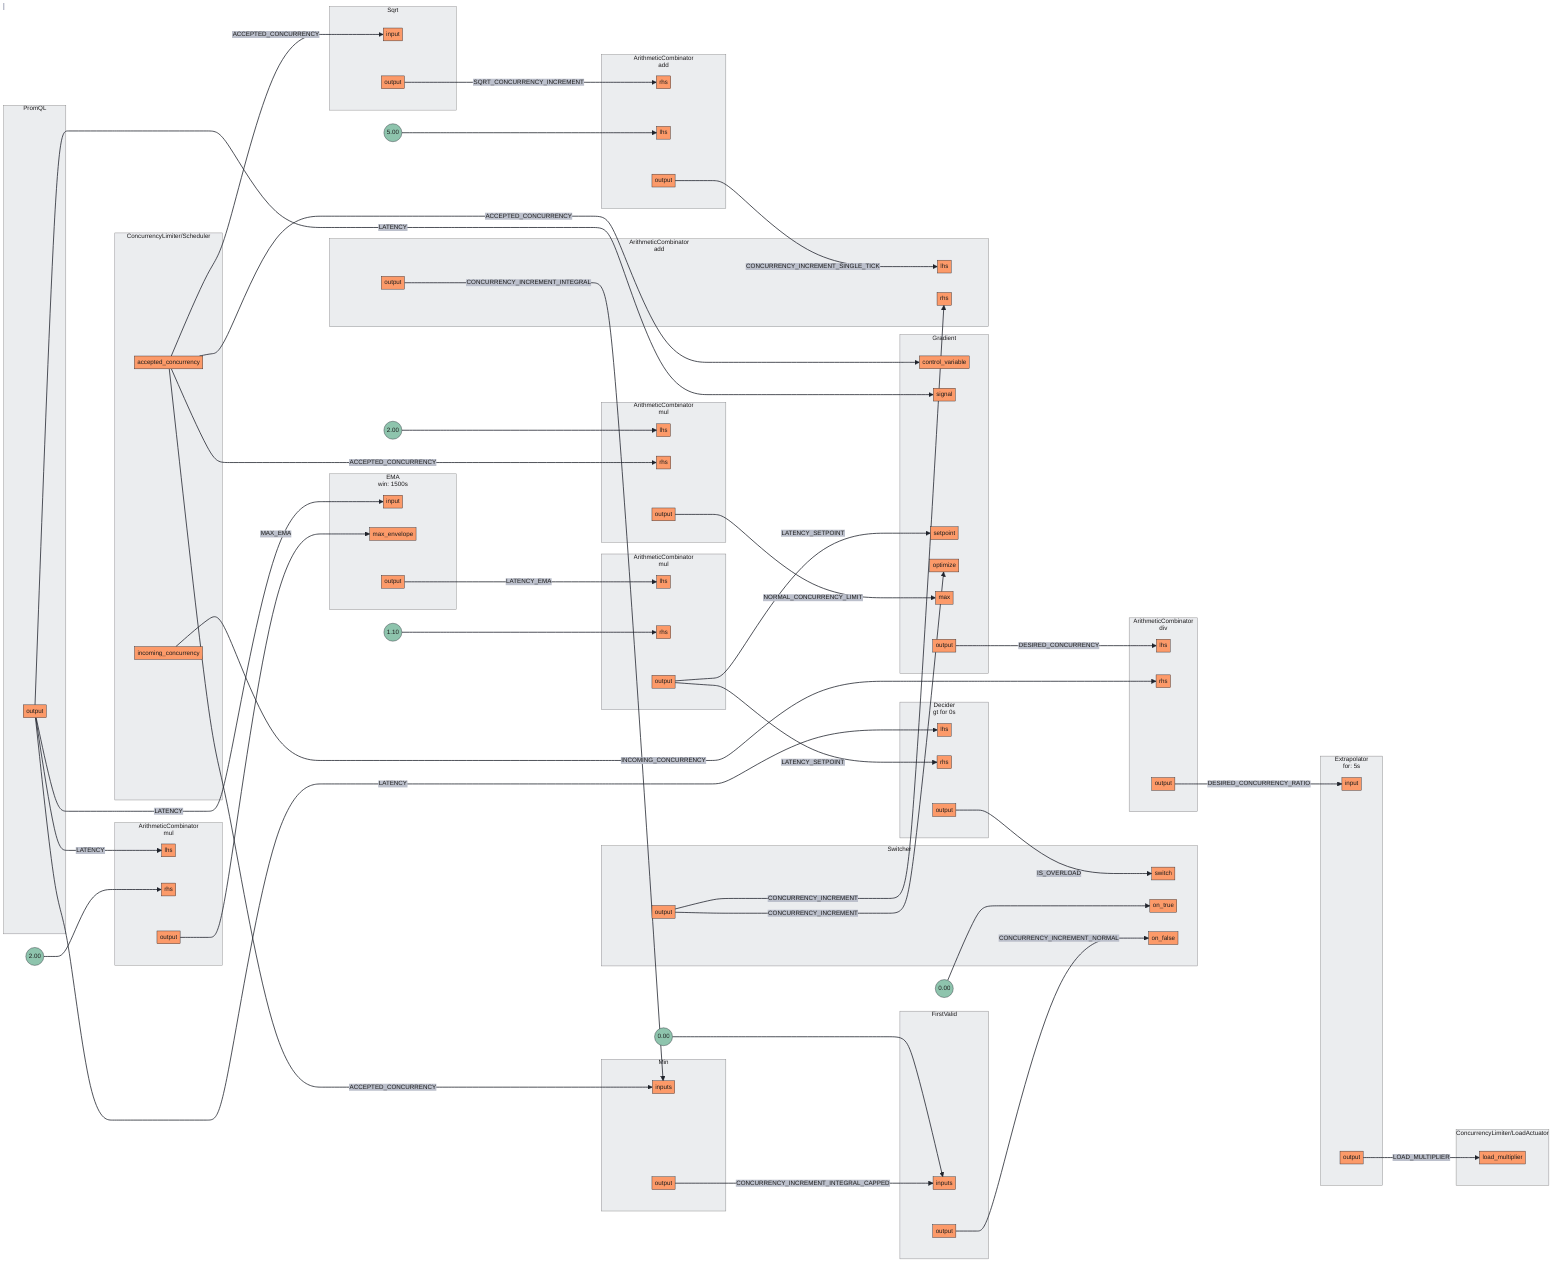 Sqrt
input
output
ACCEPTED_CONCURRENCY
SQRT_CONCURRENCY_INCREMENT
ArithmeticCombinator
add
rhs
lhs
output
5.00
PromQL
output
ConcurrencyLimiter/Scheduler
accepted_concurrency
incoming_concurrency
ACCEPTED_CONCURRENCY
LATENCY
ArithmeticCombinator
add
output
CONCURRENCY_INCREMENT_INTEGRAL
CONCURRENCY_INCREMENT_SINGLE_TICK
lhs
rhs
Gradient
control_variable
signal
setpoint
optimize
max
output
ArithmeticCombinator
mul
2.00
lhs
rhs
output
ACCEPTED_CONCURRENCY
EMA
win: 1500s
input
max_envelope
output
MAX_EMA
LATENCY_EMA
ArithmeticCombinator
mul
lhs
rhs
output
1.10
LATENCY_SETPOINT
NORMAL_CONCURRENCY_LIMIT
DESIRED_CONCURRENCY
ArithmeticCombinator
div
lhs
rhs
output
INCOMING_CONCURRENCY
LATENCY_SETPOINT
LATENCY
Decider
gt for 0s
lhs
rhs
output
DESIRED_CONCURRENCY_RATIO
Extrapolator
for: 5s
input
output
LATENCY
ArithmeticCombinator
mul
LATENCY
lhs
rhs
output
2.00
Switcher
IS_OVERLOAD
switch
on_true
on_false
output
CONCURRENCY_INCREMENT
CONCURRENCY_INCREMENT
CONCURRENCY_INCREMENT_NORMAL
0.00
0.00
FirstValid
Min
inputs
output
ACCEPTED_CONCURRENCY
CONCURRENCY_INCREMENT_INTEGRAL_CAPPED
inputs
output
LOAD_MULTIPLIER
ConcurrencyLimiter/LoadActuator
load_multiplier